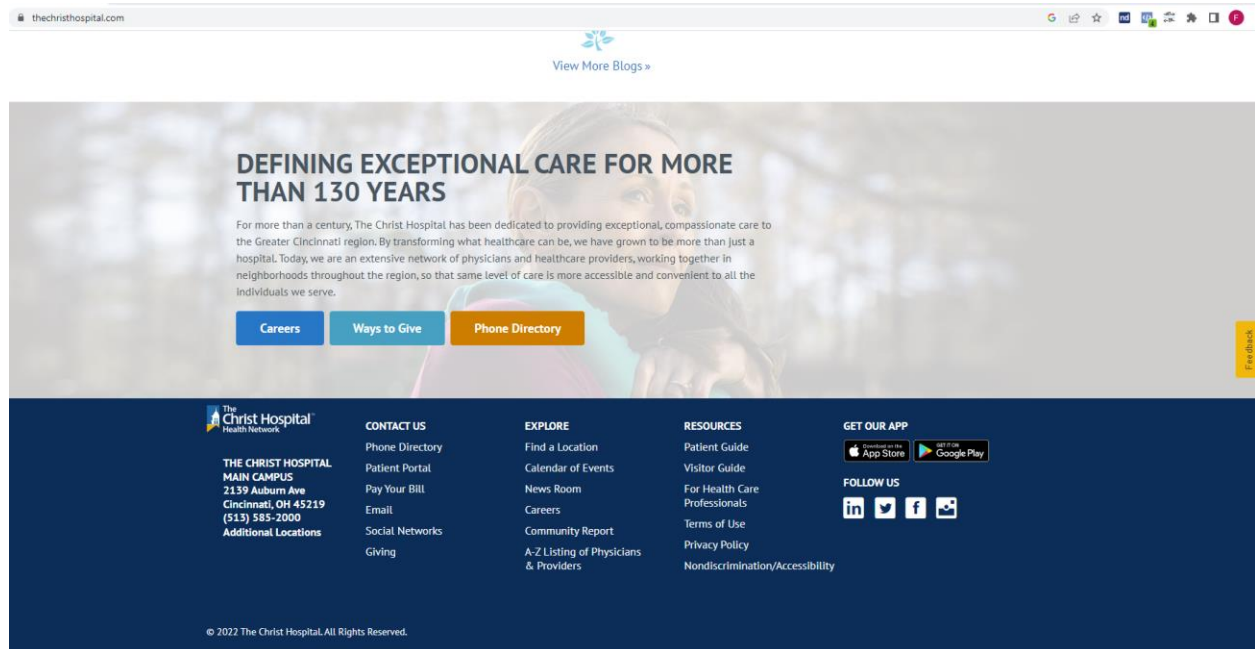 thechristhospital.com
View More Blogs »
DEFINING EXCEPTIONAL CARE FOR MORE
THAN 130 YEARS
For more than a century, The Christ Hospital has been dedicated to providing exceptional, compassionate care to
the Greater Cincinnati region. By transforming what healthcare can be, we have grown to be more than just a
hospital. Today, we are an extensive network of physicians and healthcare providers, working together in
neighborhoods throughout the region, so that same level of care is more accessible and convenient to all the
individuals we serve.
Careers
Ways to Give
Phone Directory
Feedback
The
Christ Hospital™
Health Network
THE CHRIST HOSPITAL
MAIN CAMPUS
2139 Auburn Ave
Cincinnati, OH 45219
(513) 585-2000
Additional Locations
CONTACT US
Phone Directory
Patient Portal
Pay Your Bill
Email
Social Networks
Giving
EXPLORE
Find a Location
Calendar of Events
News Room
Careers
Community Report
A-Z Listing of Physicians
& Providers
RESOURCES
Patient Guide
Visitor Guide
For Health Care
Professionals
Terms of Use
Privacy Policy
Nondiscrimination/Accessibility
GET OUR APP
Download on the
App Store
GET IT ON
Google Play
FOLLOW US
© 2022 The Christ Hospital. All Rights Reserved.